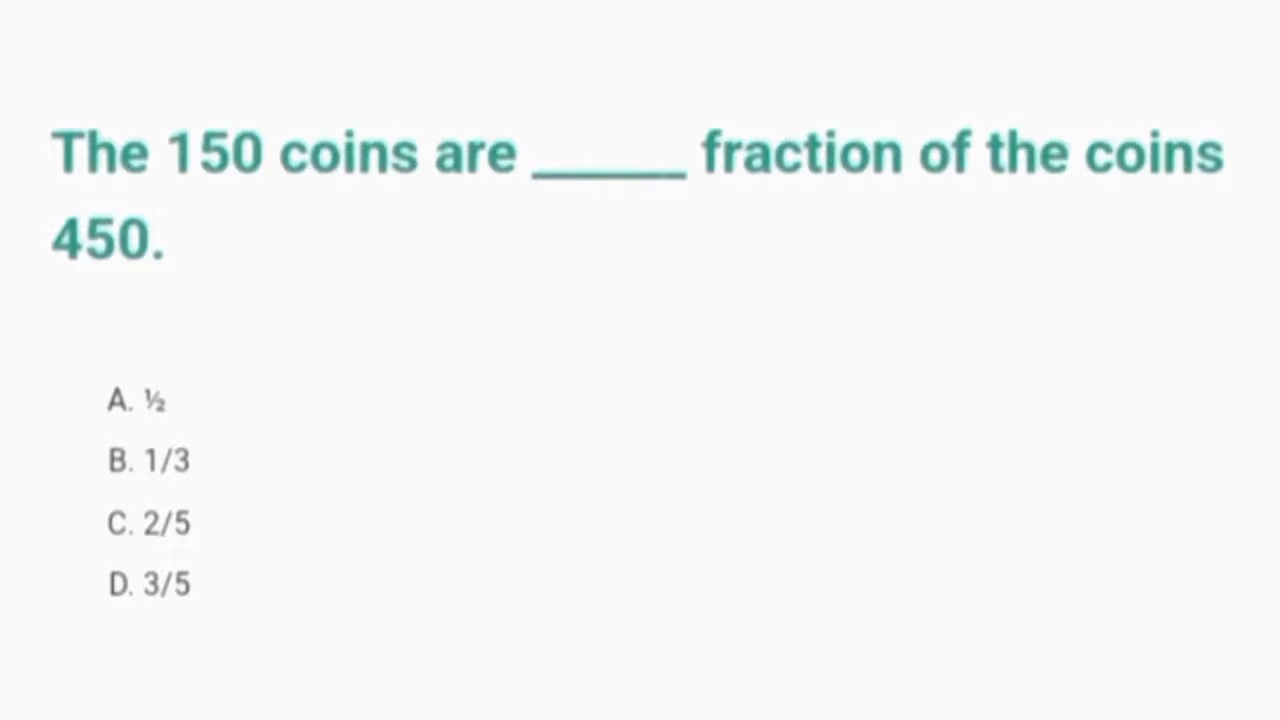 The 150 coins are ______ fraction of the coins
450.
A. ½
B. 1/3
C. 2/5
D. 3/5